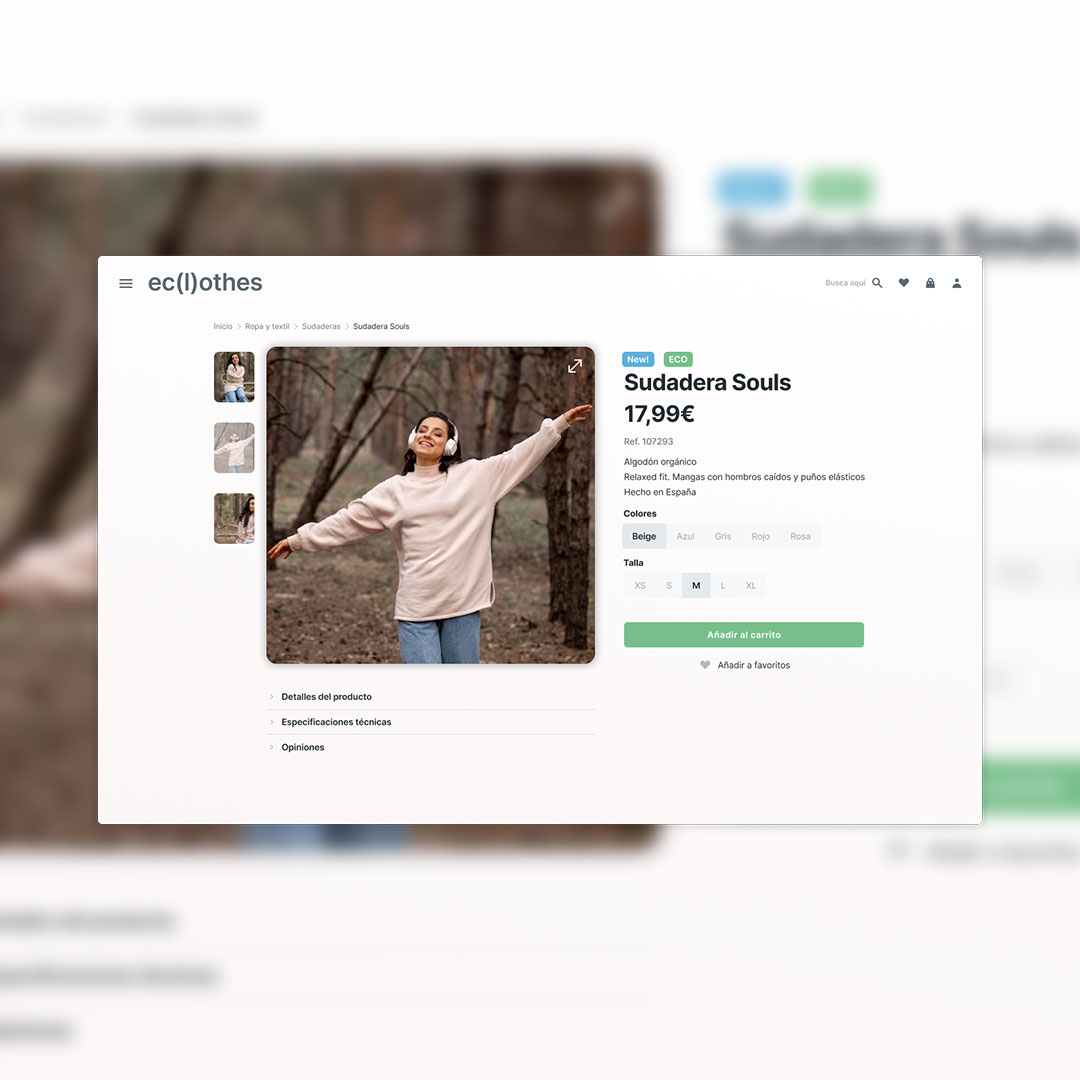 ec(l)othes
Busca aquí
Inicio > Ropa y textil > Sudaderas > Sudadera Souls
New! ECO
Sudadera Souls
17,99€
Ref. 107293
Algodón orgánico
Relaxed fit. Mangas con hombros caídos y puños elásticos
Hecho en España
Colores
Beige Azul Gris Rojo Rosa
Talla
XS S M L XL
Añadir al carrito
Añadir a favoritos
Detalles del producto
Especificaciones técnicas
Opiniones
Sudadera Souls